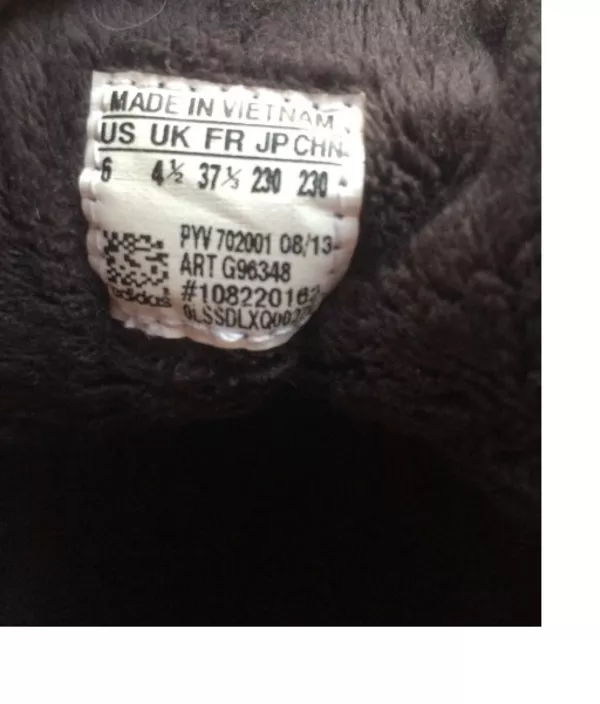 MADE IN VIETNAM
US UK FR JP CHN
6 4½ 37⅓ 230 230
PYV 702001 08/13
ART G96348
adidas #108220162